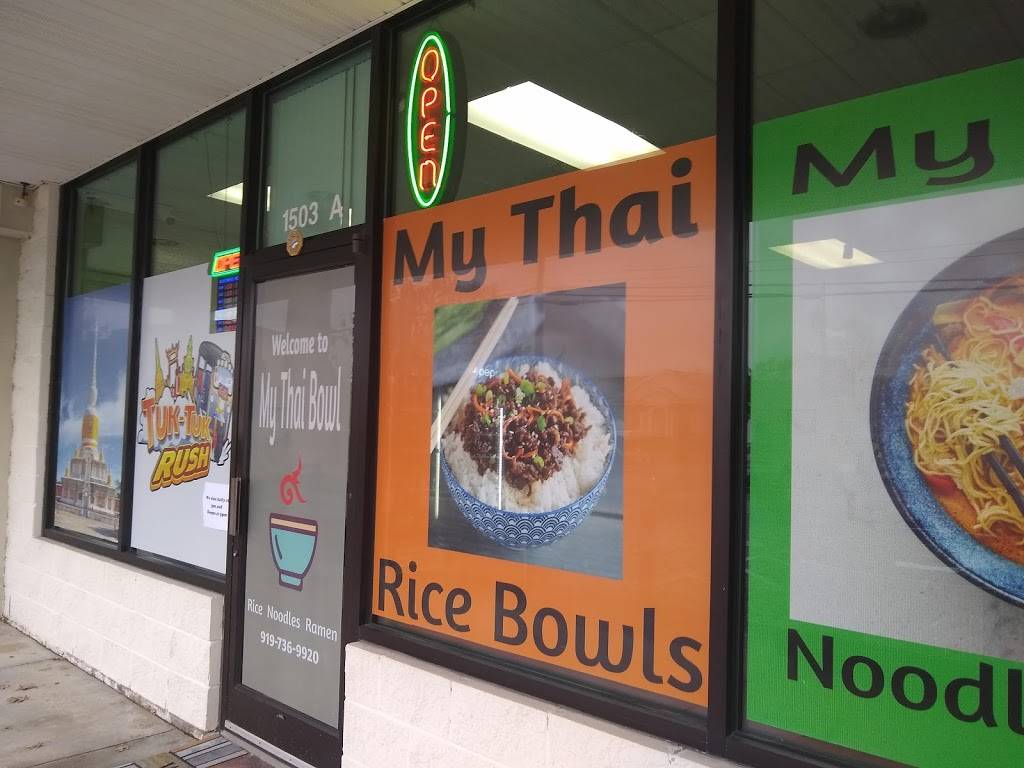 OPEN
1503 A
My Thai
My
OPEN
TUK-TUK
RUSH
Welcome to
My Thai Bowl
Rice Noodles Ramen
919-736-9920
Rice Bowls
Noodl